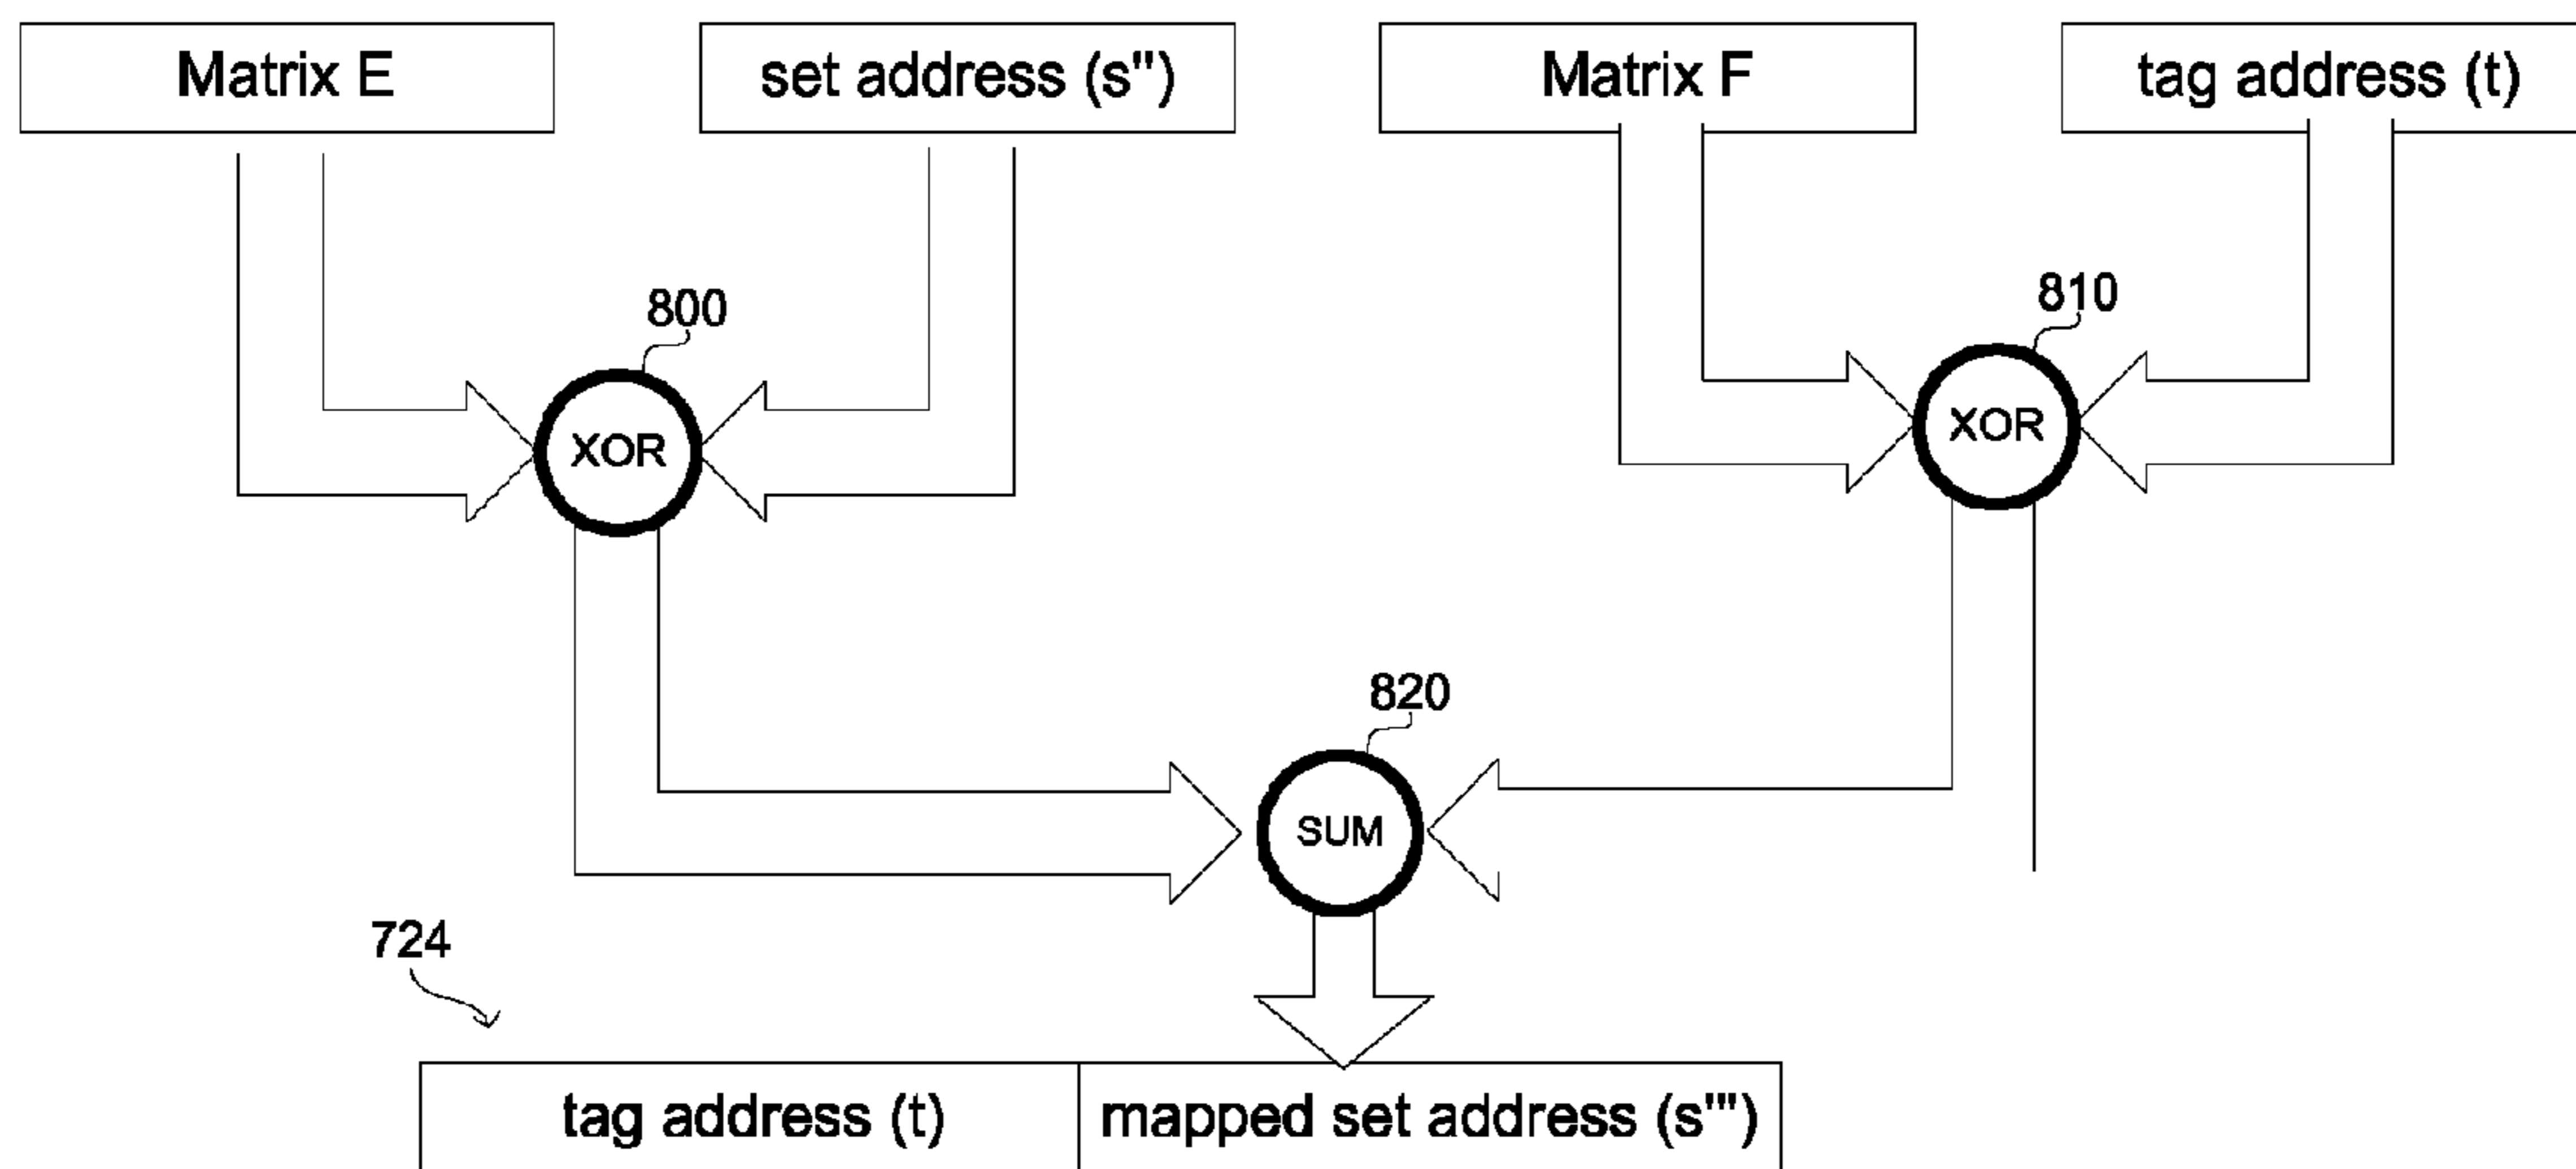 Matrix E
set address (s'')
Matrix F
tag address (t)
800
810
XOR
XOR
820
SUM
724
tag address (t)
mapped set address (s''')